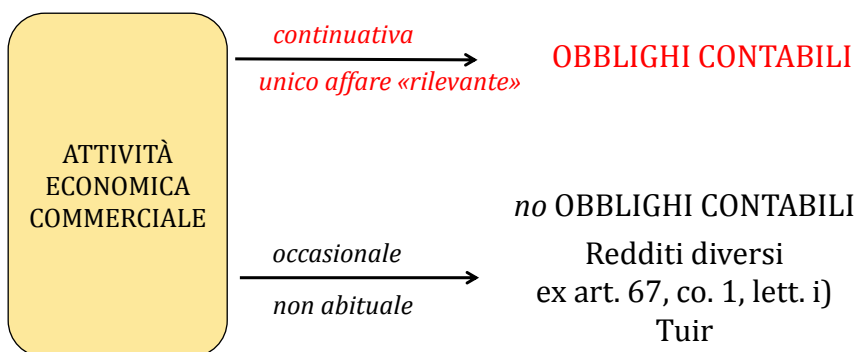 ATTIVITÀ
ECONOMICA
COMMERCIALE
continuativa
unico affare «rilevante»
OBBLIGHI CONTABILI
occasionale
non abituale
no OBBLIGHI CONTABILI
Redditi diversi
ex art. 67, co. 1, lett. i)
Tuir